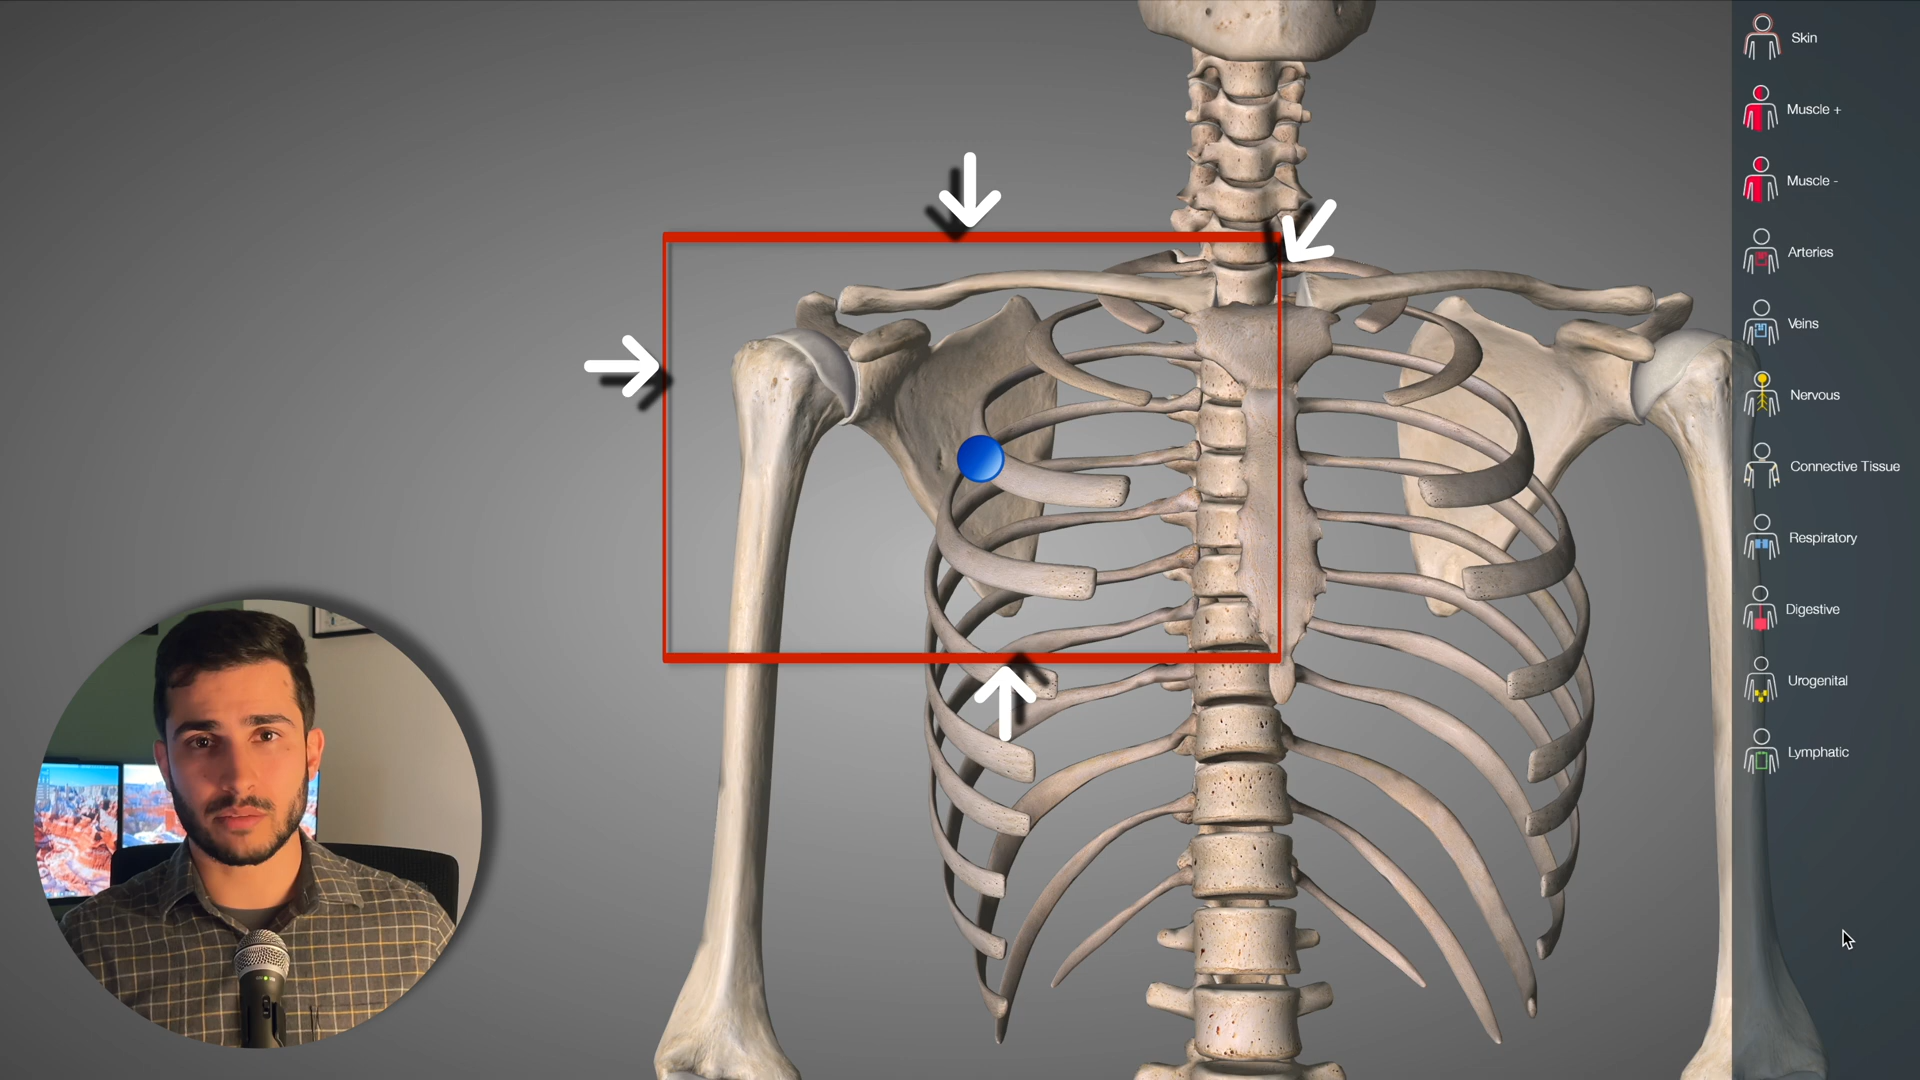 Skin
Muscle +
Muscle -
Arteries
Veins
Nervous
Connective Tissue
Respiratory
Digestive
Urogenital
Lymphatic